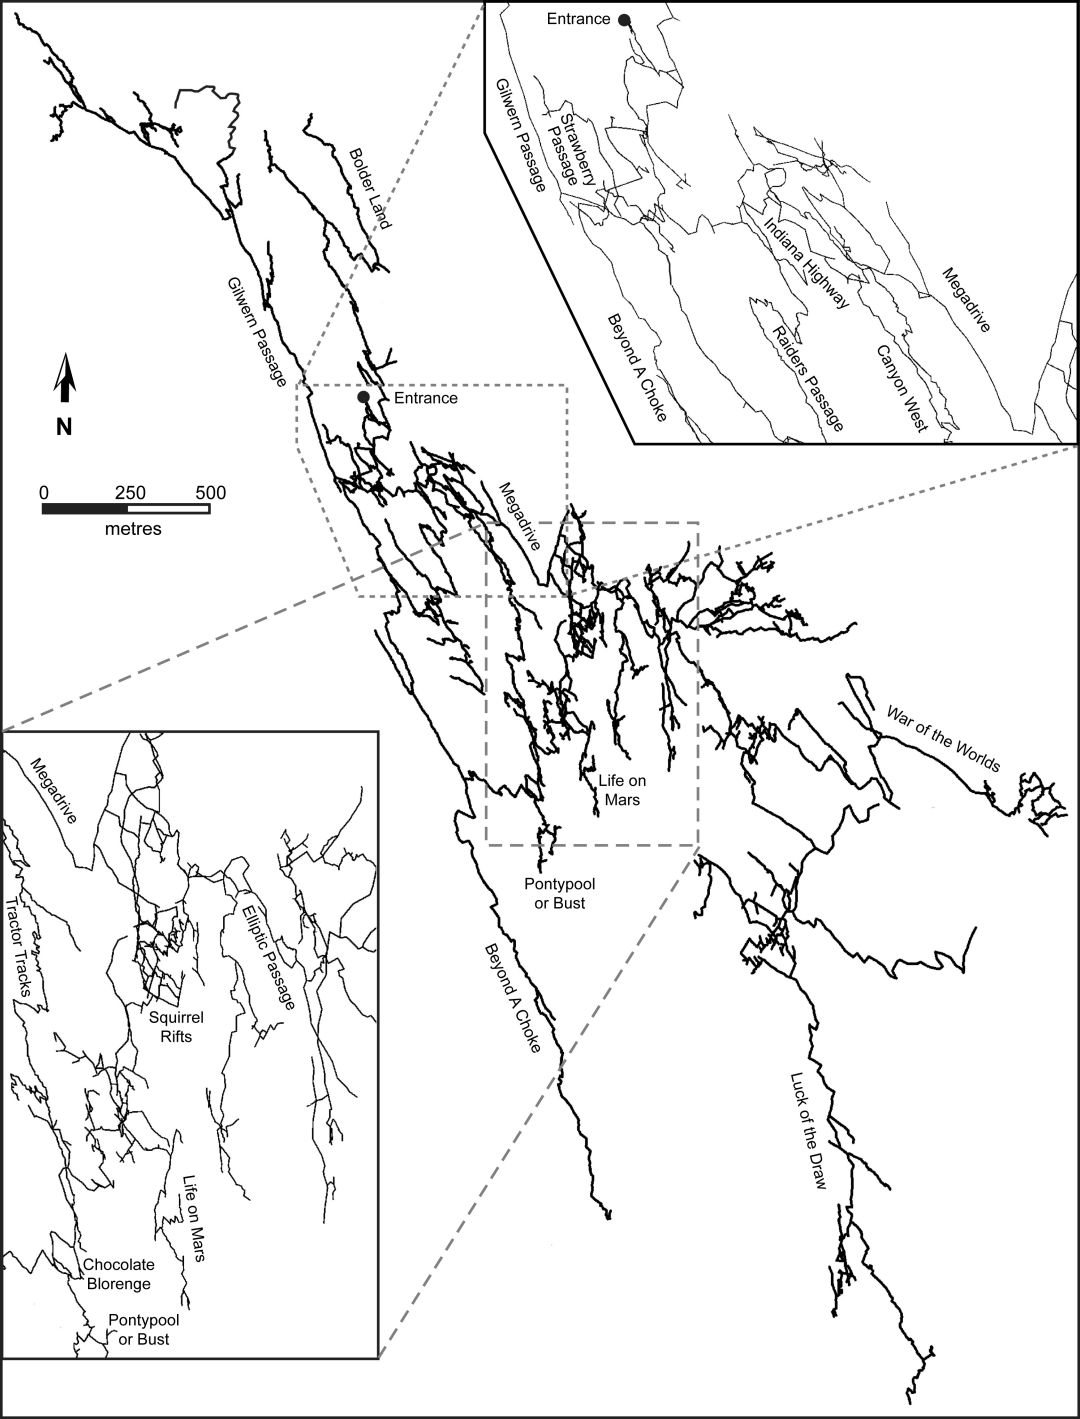 Entrance
Gilwern Passage
Strawberry
Passage
Indiana Highway
Megadrive
Beyond A Choke
Raiders Passage
Canyon West
Bolder Land
Gilwern Passage
Entrance
N
0 250 500
metres
Megadrive
War of the Worlds
Life on
Mars
Pontypool
or Bust
Beyond A Choke
Luck of the Draw
Megadrive
Tractor Tracks
Elliptic Passage
Squirrel
Rifts
Life on Mars
Chocolate
Blorenge
Pontypool
or Bust